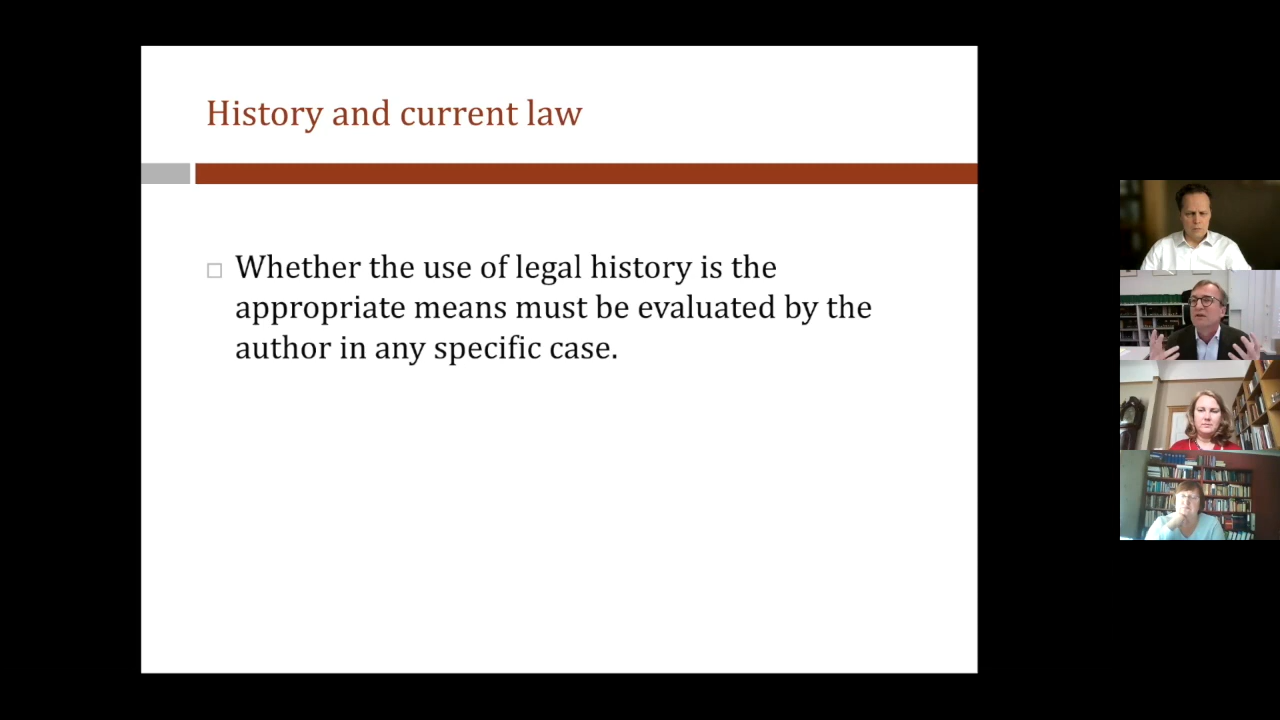 History and current law
Whether the use of legal history is the
appropriate means must be evaluated by the
author in any specific case.